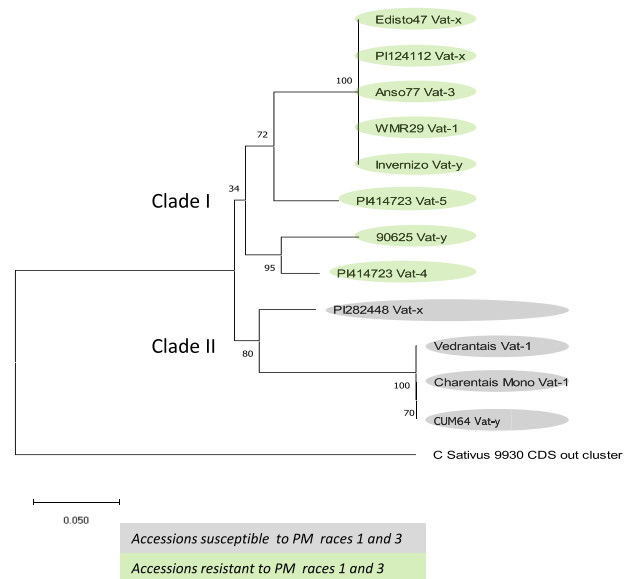 Edisto47 Vat-x
PI124112 Vat-x
100
Anso77 Vat-3
WMR29 Vat-1
72
Invernizo Vat-y
34
Clade I
PI414723 Vat-5
90625 Vat-y
95
PI414723 Vat-4
PI282448 Vat-x
Clade II
80
Vedrantais Vat-1
100
Charentais Mono Vat-1
70
CUM64 Vat-y
C Sativus 9930 CDS out cluster
0.050
Accessions susceptible to PM races 1 and 3
Accessions resistant to PM races 1 and 3